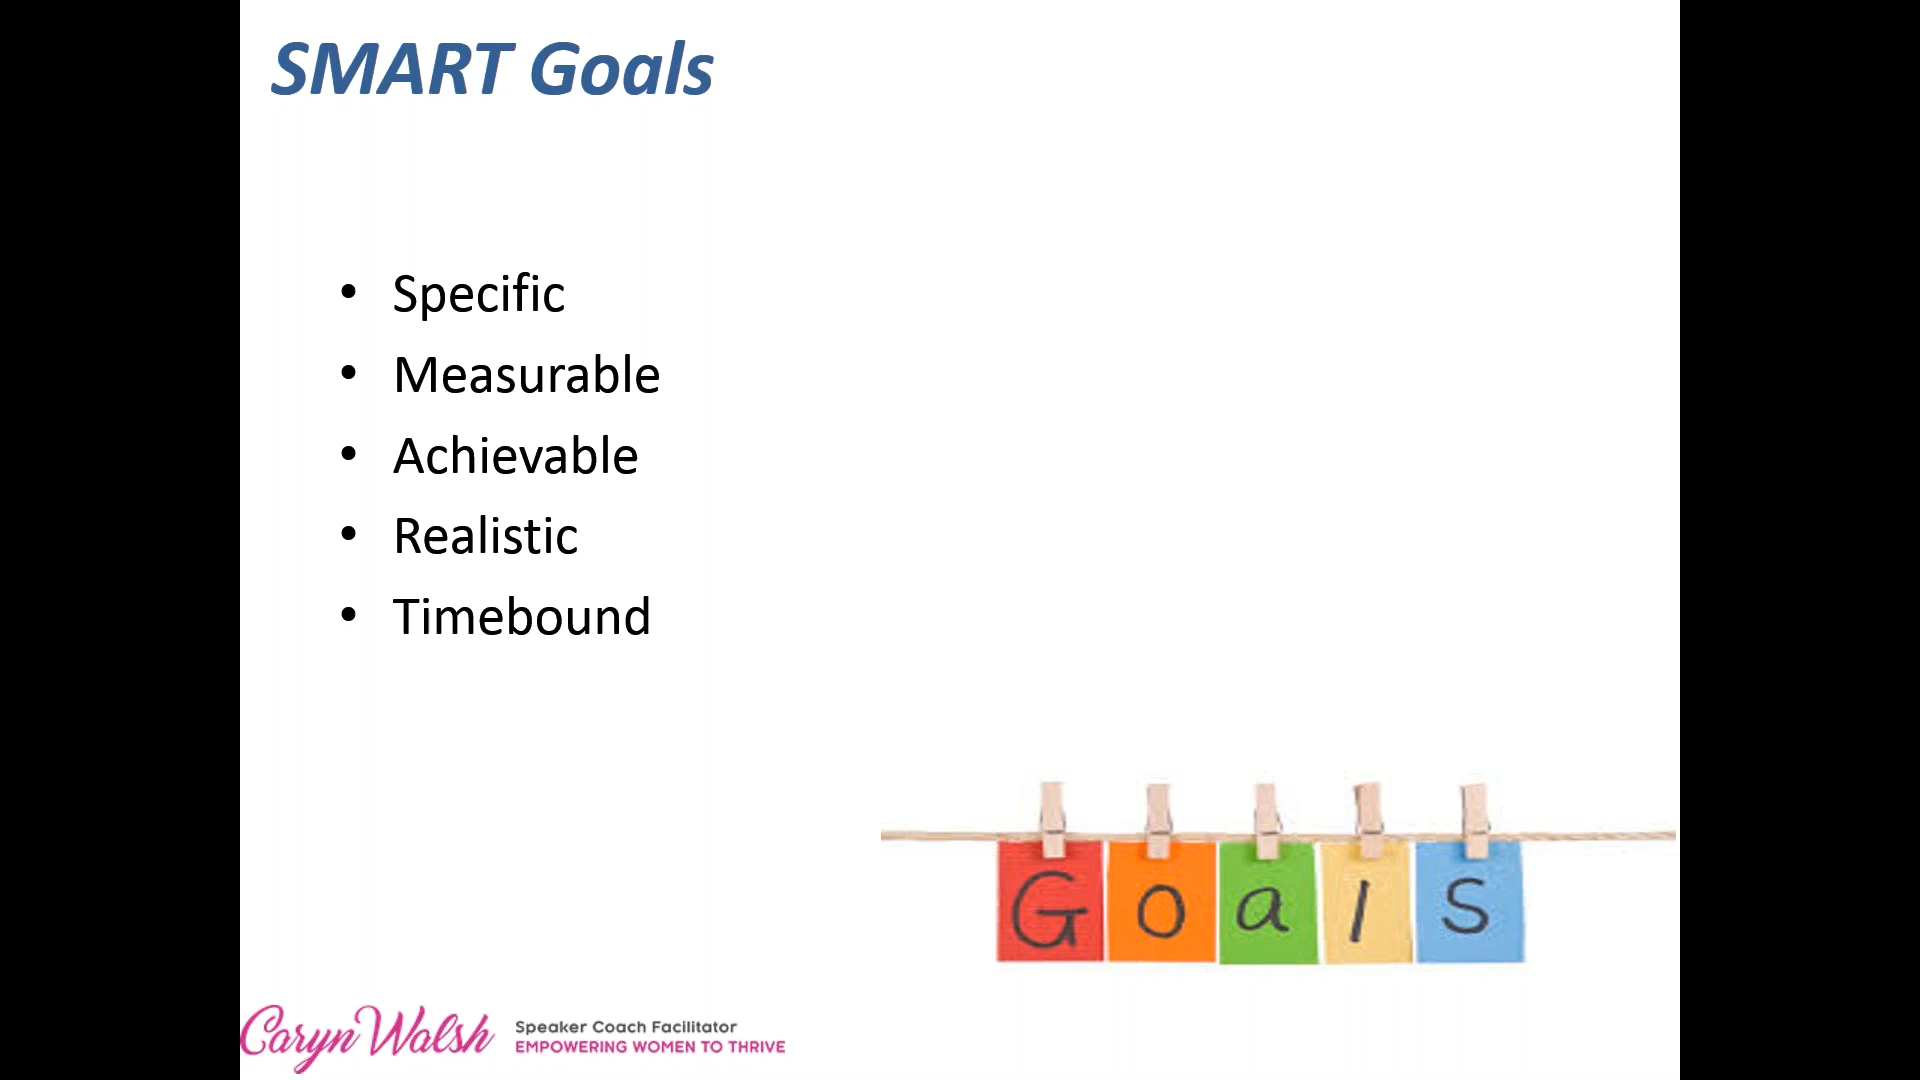 SMART Goals
• Specific
• Measurable
• Achievable
• Realistic
• Timebound
Goals
Caryn Walsh
Speaker Coach Facilitator
EMPOWERING WOMEN TO THRIVE